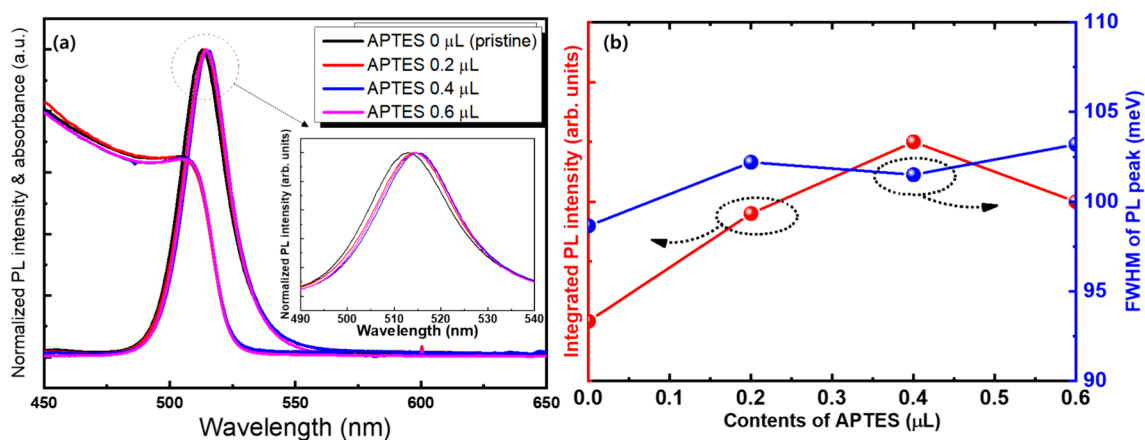 (a)
APTES 0 μL (pristine)
APTES 0.2 μL
APTES 0.4 μL
APTES 0.6 μL
Normalized PL intensity & absorbance (a.u.)
Normalized PL intensity (arb. units)
490 500 510 520 530 540
Wavelength (nm)
450 500 550 600 650
Wavelength (nm)
(b)
Integrated PL intensity (arb. units)
110
105
100
95
90
FWHM of PL peak (meV)
0.0 0.1 0.2 0.3 0.4 0.5 0.6
Contents of APTES (μL)